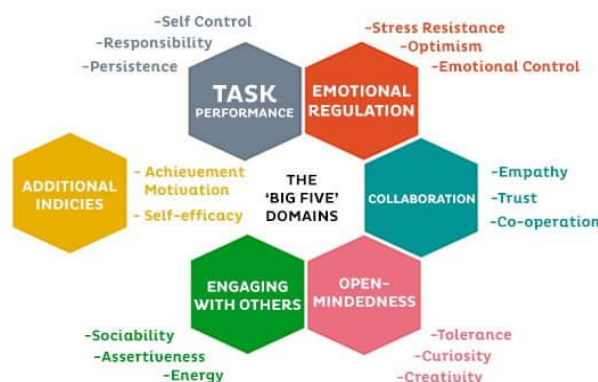 -Self Control
-Responsibility
-Persistence
TASK
PERFORMANCE
-Stress Resistance
-Optimism
-Emotional Control
EMOTIONAL
REGULATION
ADDITIONAL
INDICIES
- Achievement
Motivation
- Self-efficacy
THE
'BIG FIVE'
DOMAINS
COLLABORATION
-Empathy
-Trust
-Co-operation
ENGAGING
WITH OTHERS
-Sociability
-Assertiveness
-Energy
OPEN-
MINDEDNESS
-Tolerance
-Curiosity
-Creativity